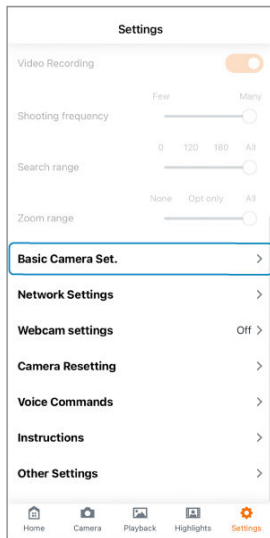 Settings
Video Recording
Few Many
Shooting frequency
0 120 180 All
Search range
None Opt only All
Zoom range
Basic Camera Set.
Network Settings
Webcam settings Off
Camera Resetting
Voice Commands
Instructions
Other Settings
Home Camera Playback Highlights Settings